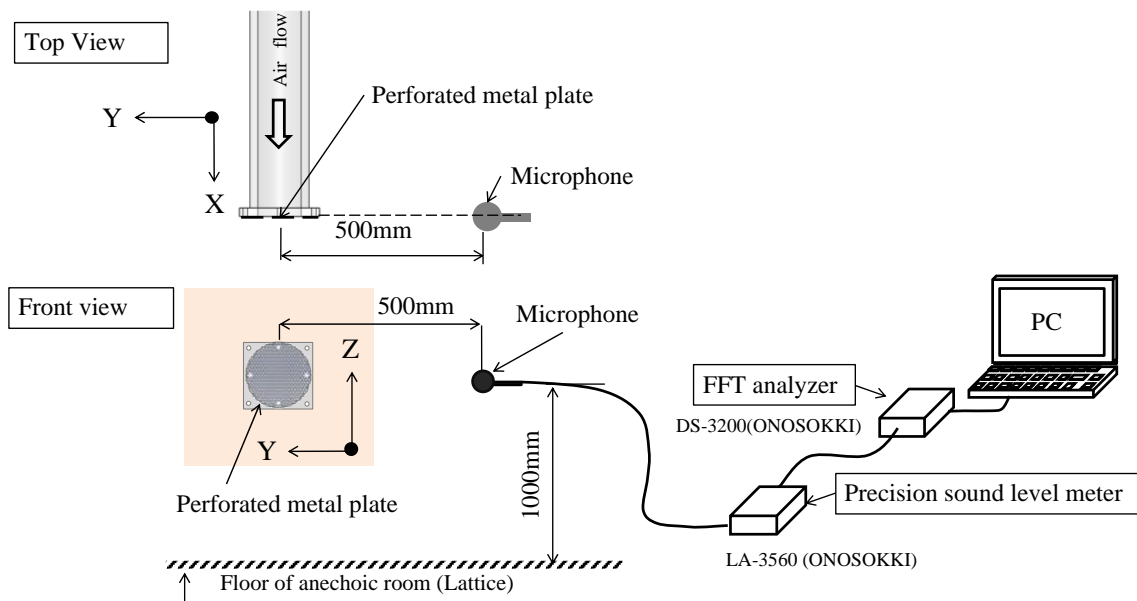 Top View
Air flow
Perforated metal plate
Y
X
Microphone
500mm
Front view
500mm
Microphone
Z
Y
PC
FFT analyzer
DS-3200(ONOSOKKI)
Perforated metal plate
1000mm
Precision sound level meter
LA-3560 (ONOSOKKI)
Floor of anechoic room (Lattice)